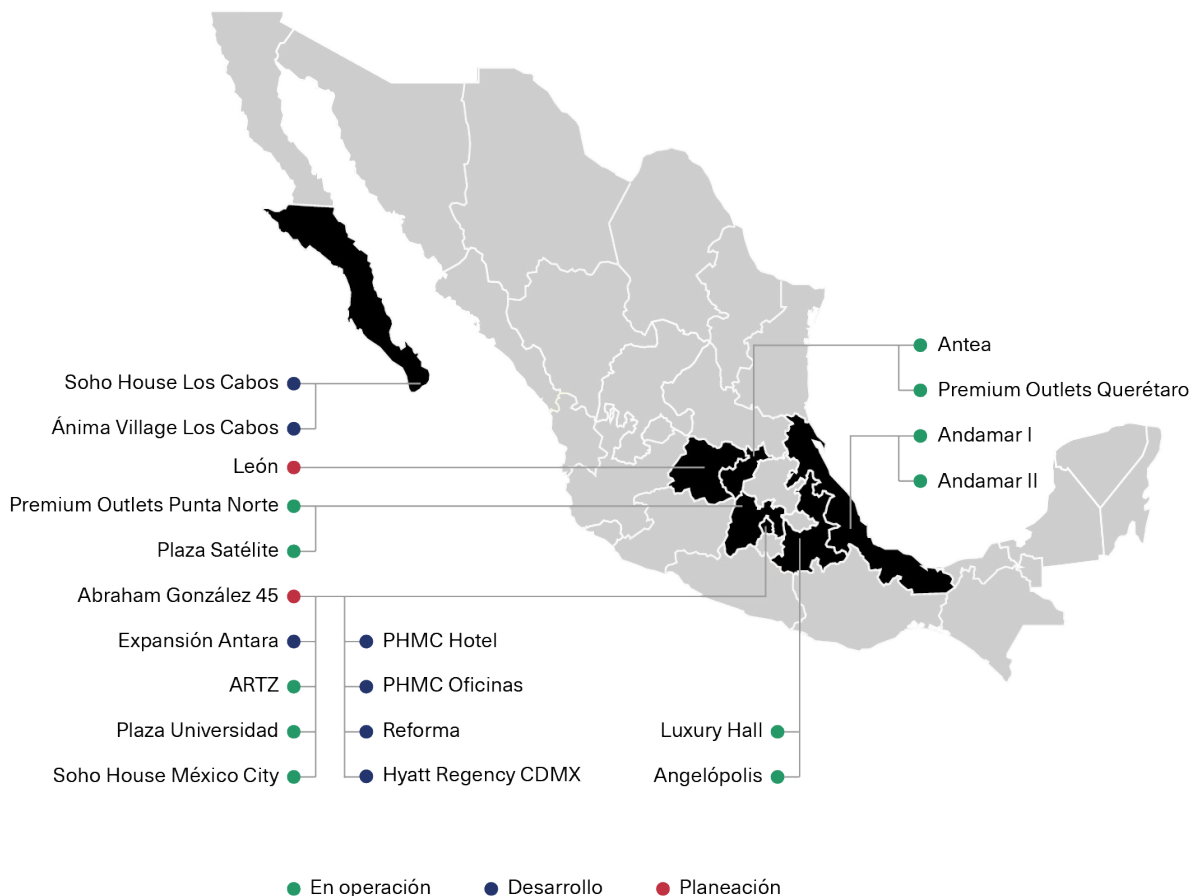 Soho House Los Cabos
Ánima Village Los Cabos
León
Premium Outlets Punta Norte
Plaza Satélite
Abraham González 45
Expansión Antara
ARTZ
Plaza Universidad
Soho House México City
PHMC Hotel
PHMC Oficinas
Reforma
Hyatt Regency CDMX
Luxury Hall
Angelópolis
Antea
Premium Outlets Querétaro
Andamar I
Andamar II
En operación
Desarrollo
Planeación